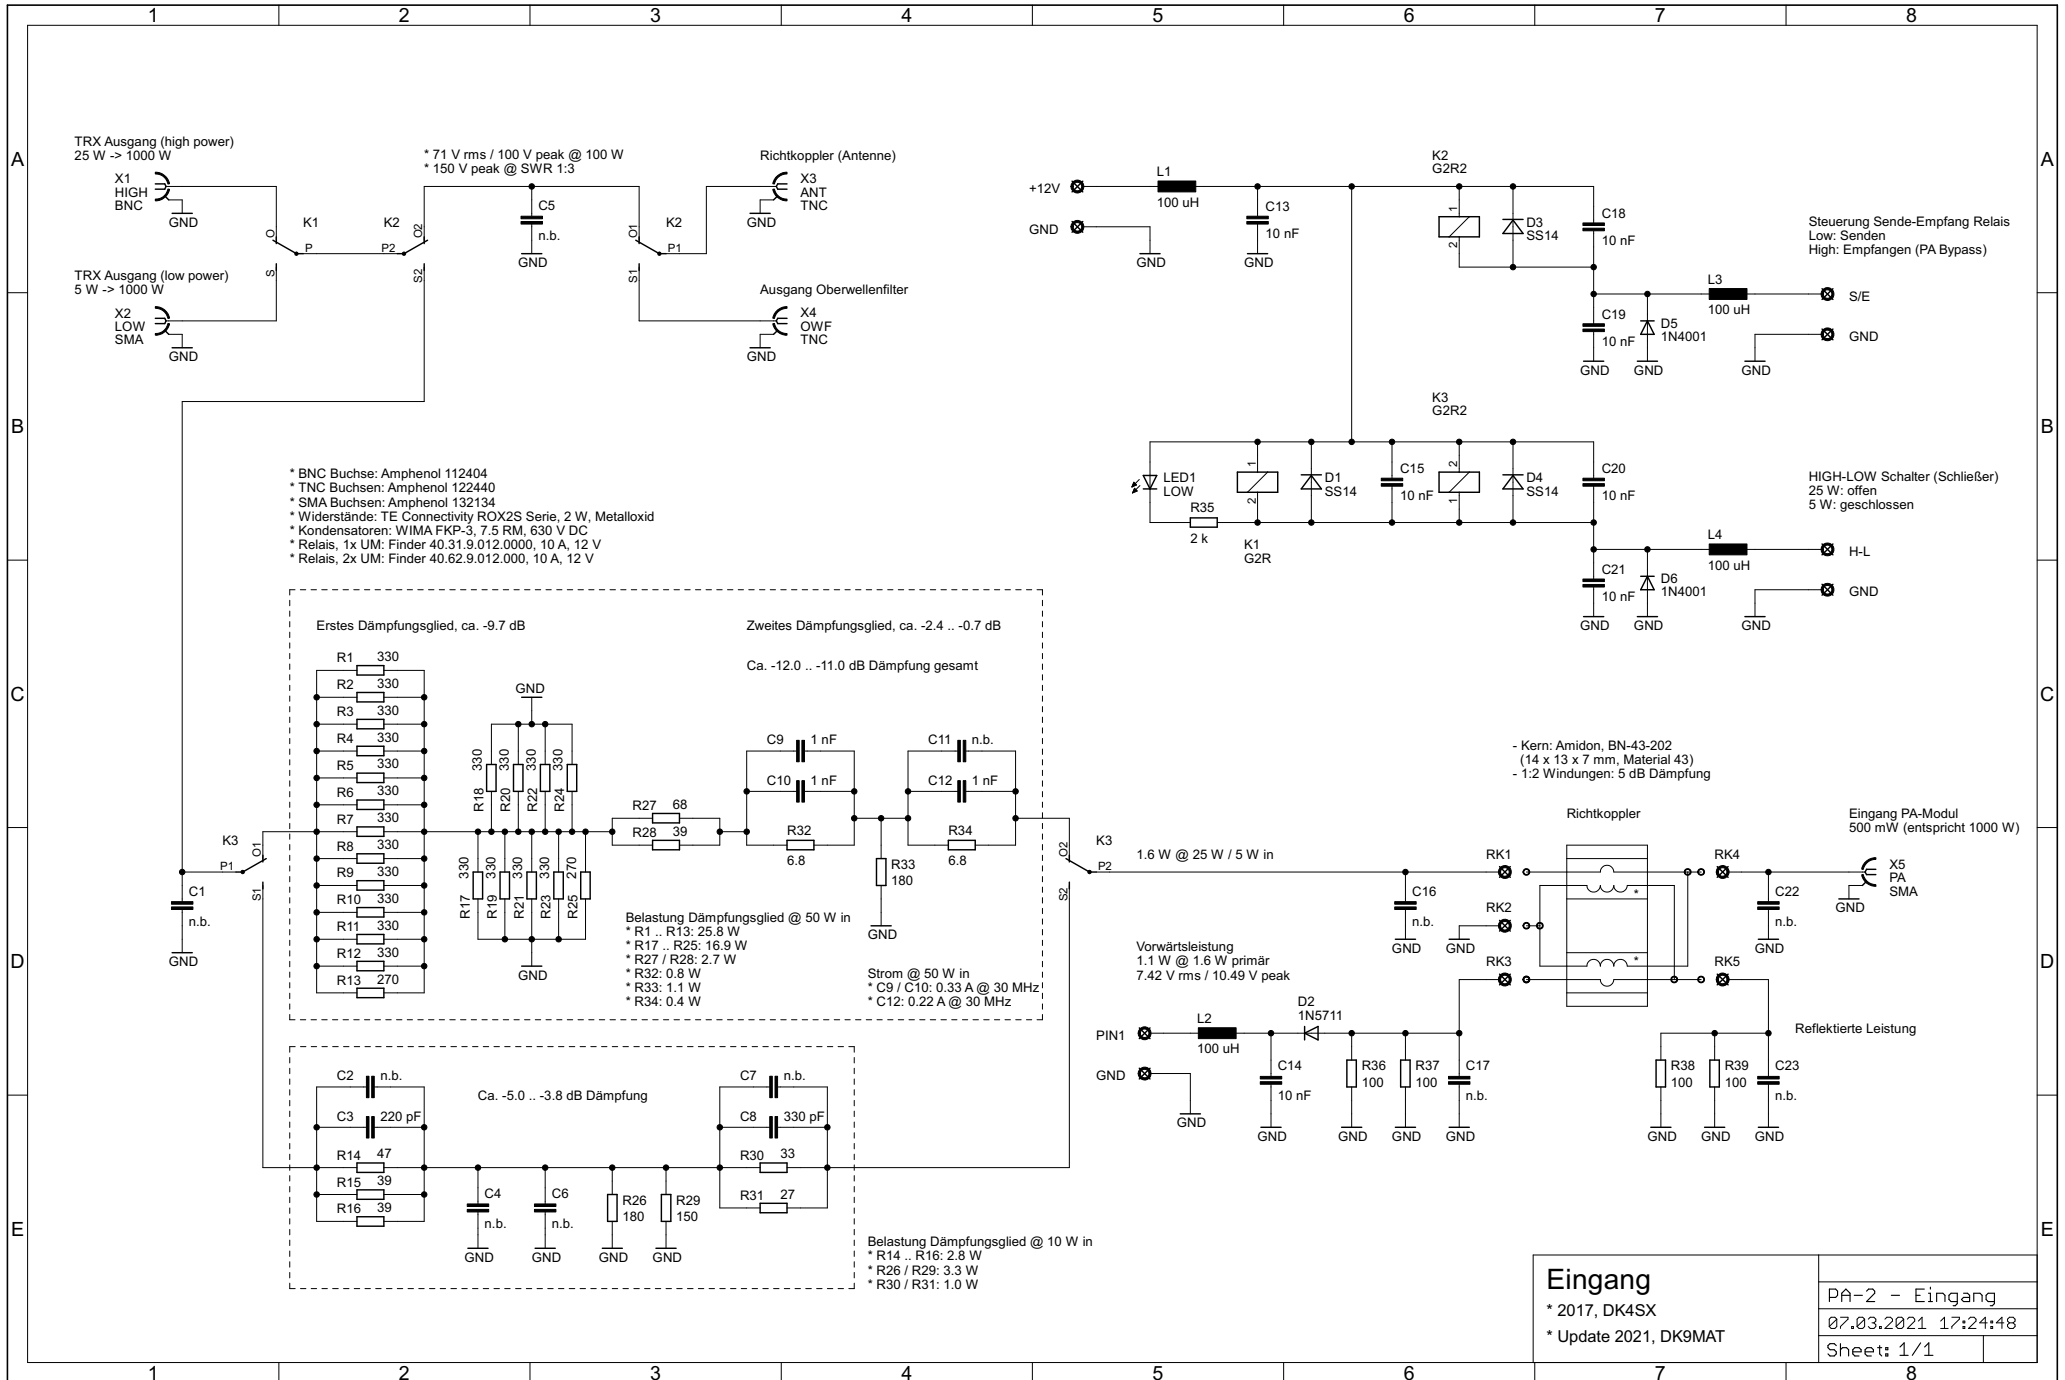 1 2 3 4 5 6 7 8
A
TRX Ausgang (high power)
25 W -> 1000 W
X1
HIGH
BNC
GND
TRX Ausgang (low power)
5 W -> 1000 W
X2
LOW
SMA
GND
K1
O
S
P
K2
P2
O2
S2
* 71 V rms / 100 V peak @ 100 W
* 150 V peak @ SWR 1:3
C5
n.b.
GND
K2
O1
S1
P1
Richtkoppler (Antenne)
X3
ANT
TNC
GND
Ausgang Oberwellenfilter
X4
OWF
TNC
GND
+12V
GND
L1
100 uH
GND
C13
10 nF
GND
K2
G2R2
1
2
D3
SS14
C18
10 nF
Steuerung Sende-Empfang Relais
Low: Senden
High: Empfangen (PA Bypass)
L3
100 uH
S/E
C19
10 nF
GND
D5
1N4001
GND
GND
GND
A
B
K3
G2R2
LED1
LOW
R35
2 k
1
2
K1
G2R
D1
SS14
C15
10 nF
2
1
D4
SS14
C20
10 nF
HIGH-LOW Schalter (Schließer)
25 W: offen
5 W: geschlossen
L4
100 uH
H-L
C21
10 nF
GND
D6
1N4001
GND
GND
GND
B
* BNC Buchse: Amphenol 112404
* TNC Buchsen: Amphenol 122440
* SMA Buchsen: Amphenol 132134
* Widerstände: TE Connectivity ROX2S Serie, 2 W, Metalloxid
* Kondensatoren: WIMA FKP-3, 7.5 RM, 630 V DC
* Relais, 1x UM: Finder 40.31.9.012.0000, 10 A, 12 V
* Relais, 2x UM: Finder 40.62.9.012.000, 10 A, 12 V
C
Erstes Dämpfungsglied, ca. -9.7 dB
Zweites Dämpfungsglied, ca. -2.4 .. -0.7 dB
Ca. -12.0 .. -11.0 dB Dämpfung gesamt
R1 330
R2 330
R3 330
R4 330
R5 330
R6 330
R7 330
R8 330
R9 330
R10 330
R11 330
R12 330
R13 270
K3
P1
O1
S1
C1
n.b.
GND
GND
R18 330
R20 330
R22 330
R24 330
R17 330
R19 330
R21 330
R23 330
R25 270
GND
R27 68
R28 39
C9 1 nF
C10 1 nF
R32
6.8
R33
180
GND
C11 n.b.
C12 1 nF
R34
6.8
Belastung Dämpfungsglied @ 50 W in
* R1 .. R13: 25.8 W
* R17 .. R25: 16.9 W
* R27 / R28: 2.7 W
* R32: 0.8 W
* R33: 1.1 W
* R34: 0.4 W
Strom @ 50 W in
* C9 / C10: 0.33 A @ 30 MHz
* C12: 0.22 A @ 30 MHz
K3
O2
P2
S2
1.6 W @ 25 W / 5 W in
C
- Kern: Amidon, BN-43-202
(14 x 13 x 7 mm, Material 43)
- 1:2 Windungen: 5 dB Dämpfung
Richtkoppler
Eingang PA-Modul
500 mW (entspricht 1000 W)
RK1
RK4
X5
PA
SMA
GND
C16
n.b.
GND
RK2
GND
C22
n.b.
GND
*
*
RK3
RK5
D
D
Vorwärtsleistung
1.1 W @ 1.6 W primär
7.42 V rms / 10.49 V peak
PIN1
GND
L2
100 uH
GND
D2
1N5711
C14
10 nF
GND
R36
100
GND
R37
100
GND
C17
n.b.
GND
Reflektierte Leistung
R38
100
GND
R39
100
GND
C23
n.b.
GND
Ca. -5.0 .. -3.8 dB Dämpfung
C2 n.b.
C3 220 pF
R14 47
R15 39
R16 39
C4
n.b.
GND
C6
n.b.
GND
R26
180
GND
R29
150
GND
C7 n.b.
C8 330 pF
R30 33
R31 27
Belastung Dämpfungsglied @ 10 W in
* R14 .. R16: 2.8 W
* R26 / R29: 3.3 W
* R30 / R31: 1.0 W
E
E
Eingang
* 2017, DK4SX
* Update 2021, DK9MAT
PA-2 - Eingang
07.03.2021 17:24:48
Sheet: 1/1
1 2 3 4 5 6 7 8